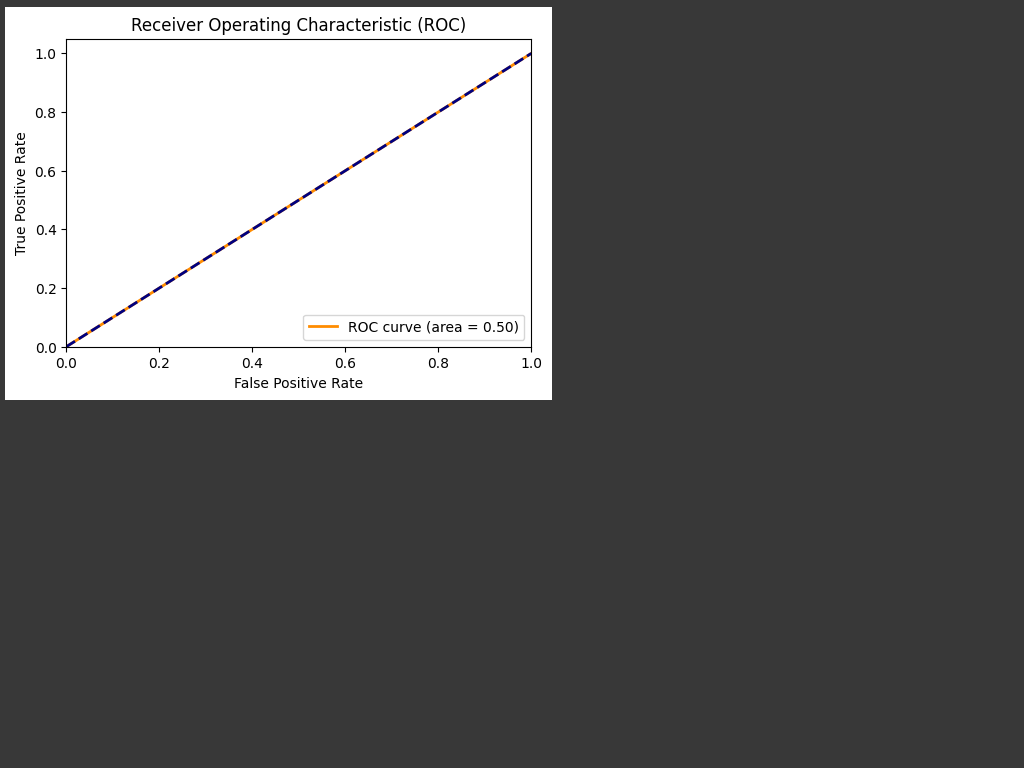 Receiver Operating Characteristic (ROC)
1.0
0.8
0.6
0.4
0.2
0.0
True Positive Rate
ROC curve (area = 0.50)
0.0 0.2 0.4 0.6 0.8 1.0
False Positive Rate